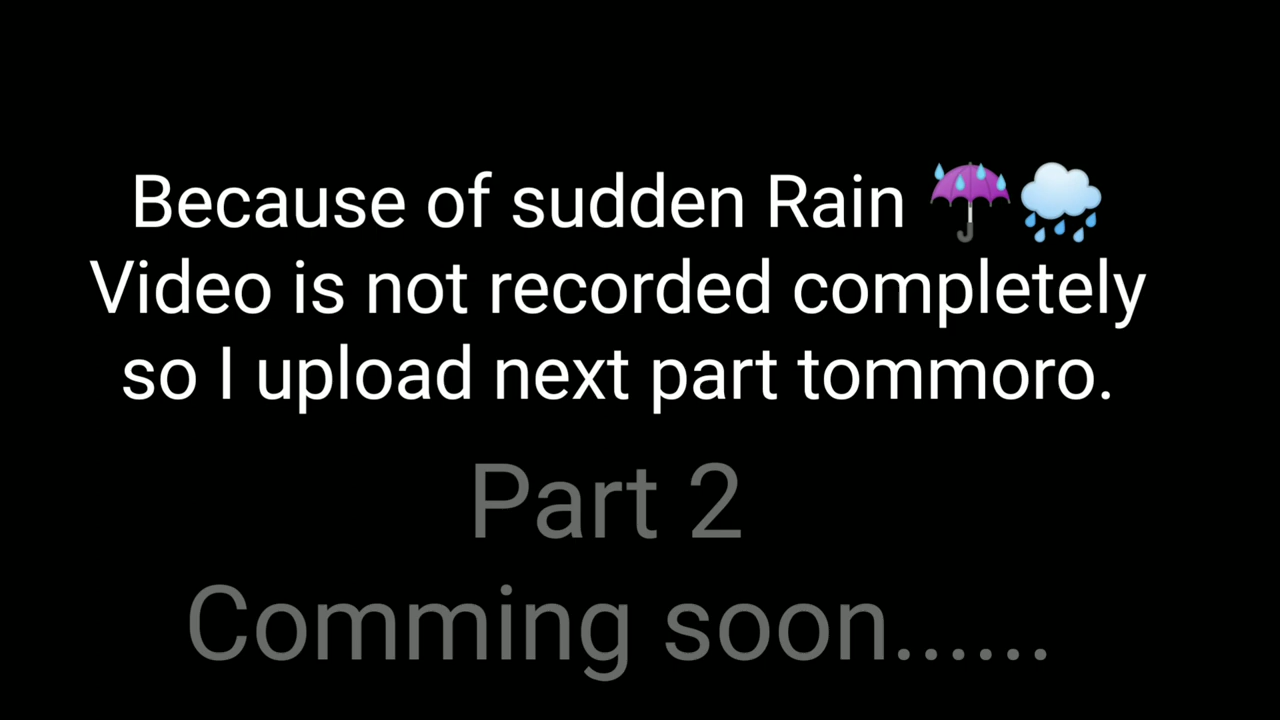 Because of sudden Rain ☔🌧️
Video is not recorded completely
so I upload next part tommoro.
Part 2
Comming soon......